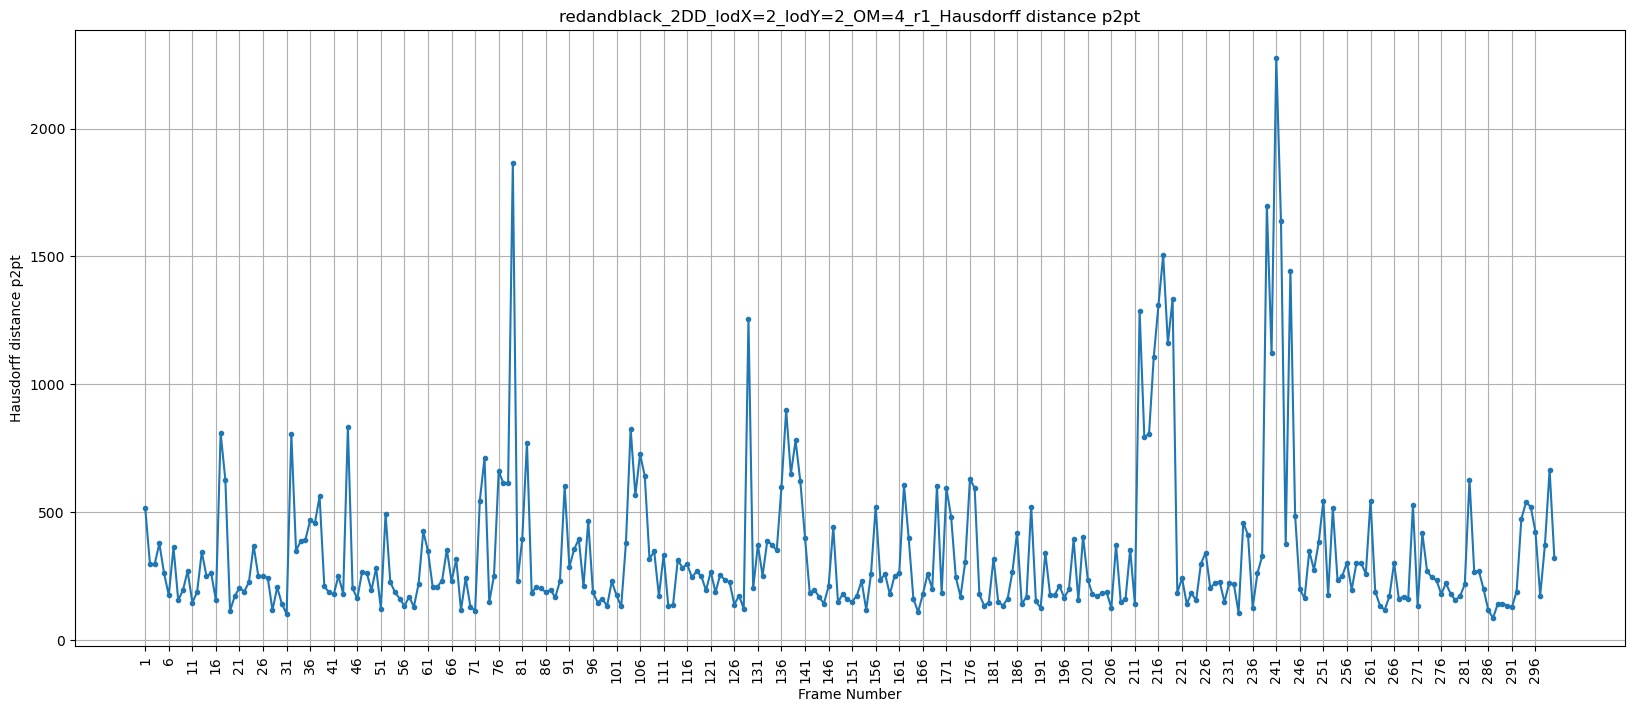 redandblack_2DD_lodX=2_lodY=2_OM=4_r1_Hausdorff distance p2pt
Hausdorff distance p2pt
2000
1500
1000
500
0
1 6 11 16 21 26 31 36 41 46 51 56 61 66 71 76 81 86 91 96 101 106 111 116 121 126 131 136 141 146 151 156 161 166 171 176 181 186 191 196 201 206 211 216 221 226 231 236 241 246 251 256 261 266 271 276 281 286 291 296
Frame Number